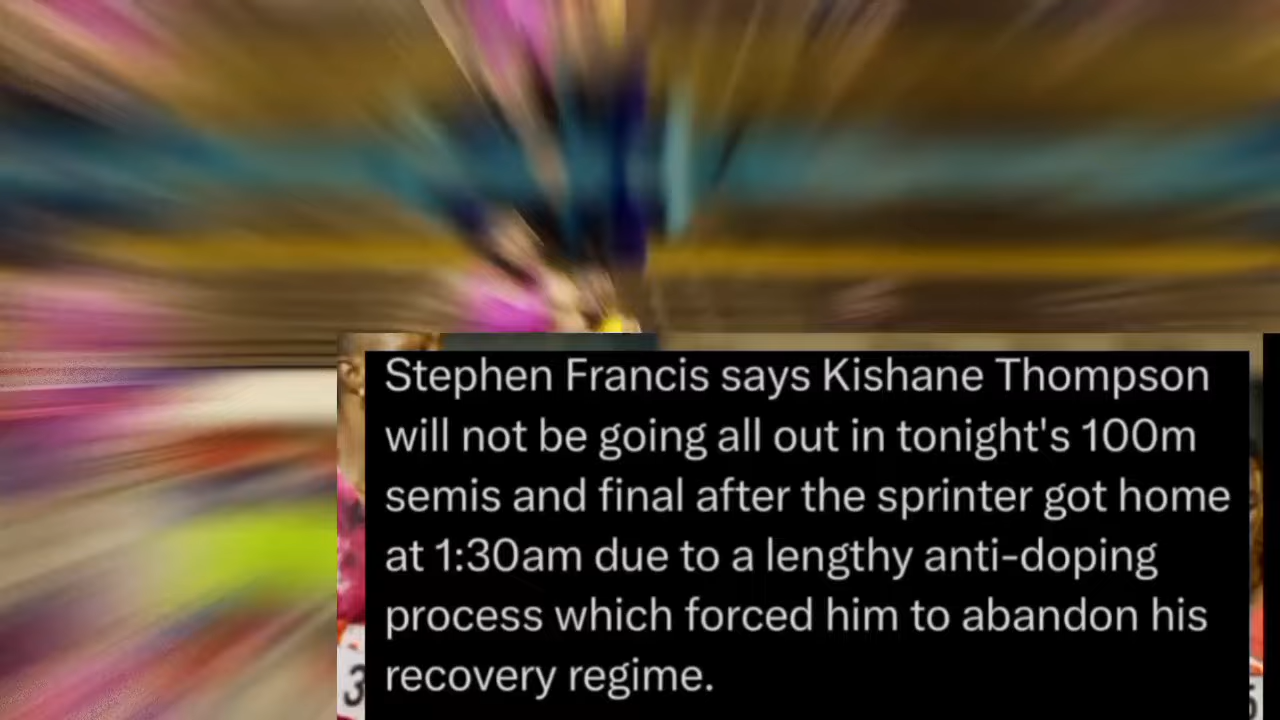 Stephen Francis says Kishane Thompson
will not be going all out in tonight's 100m
semis and final after the sprinter got home
at 1:30am due to a lengthy anti-doping
process which forced him to abandon his
recovery regime.
3